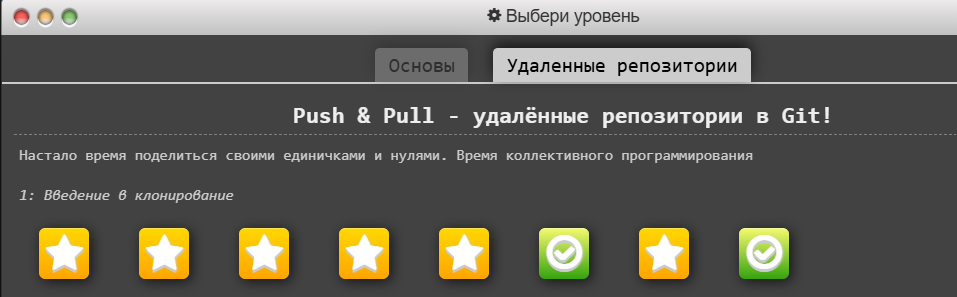 Выбери уровень
Основы Удаленные репозитории
Push & Pull - удалённые репозитории в Git!
Настало время поделиться своими единичками и нулями. Время коллективного программирования
1: Введение в клонирование